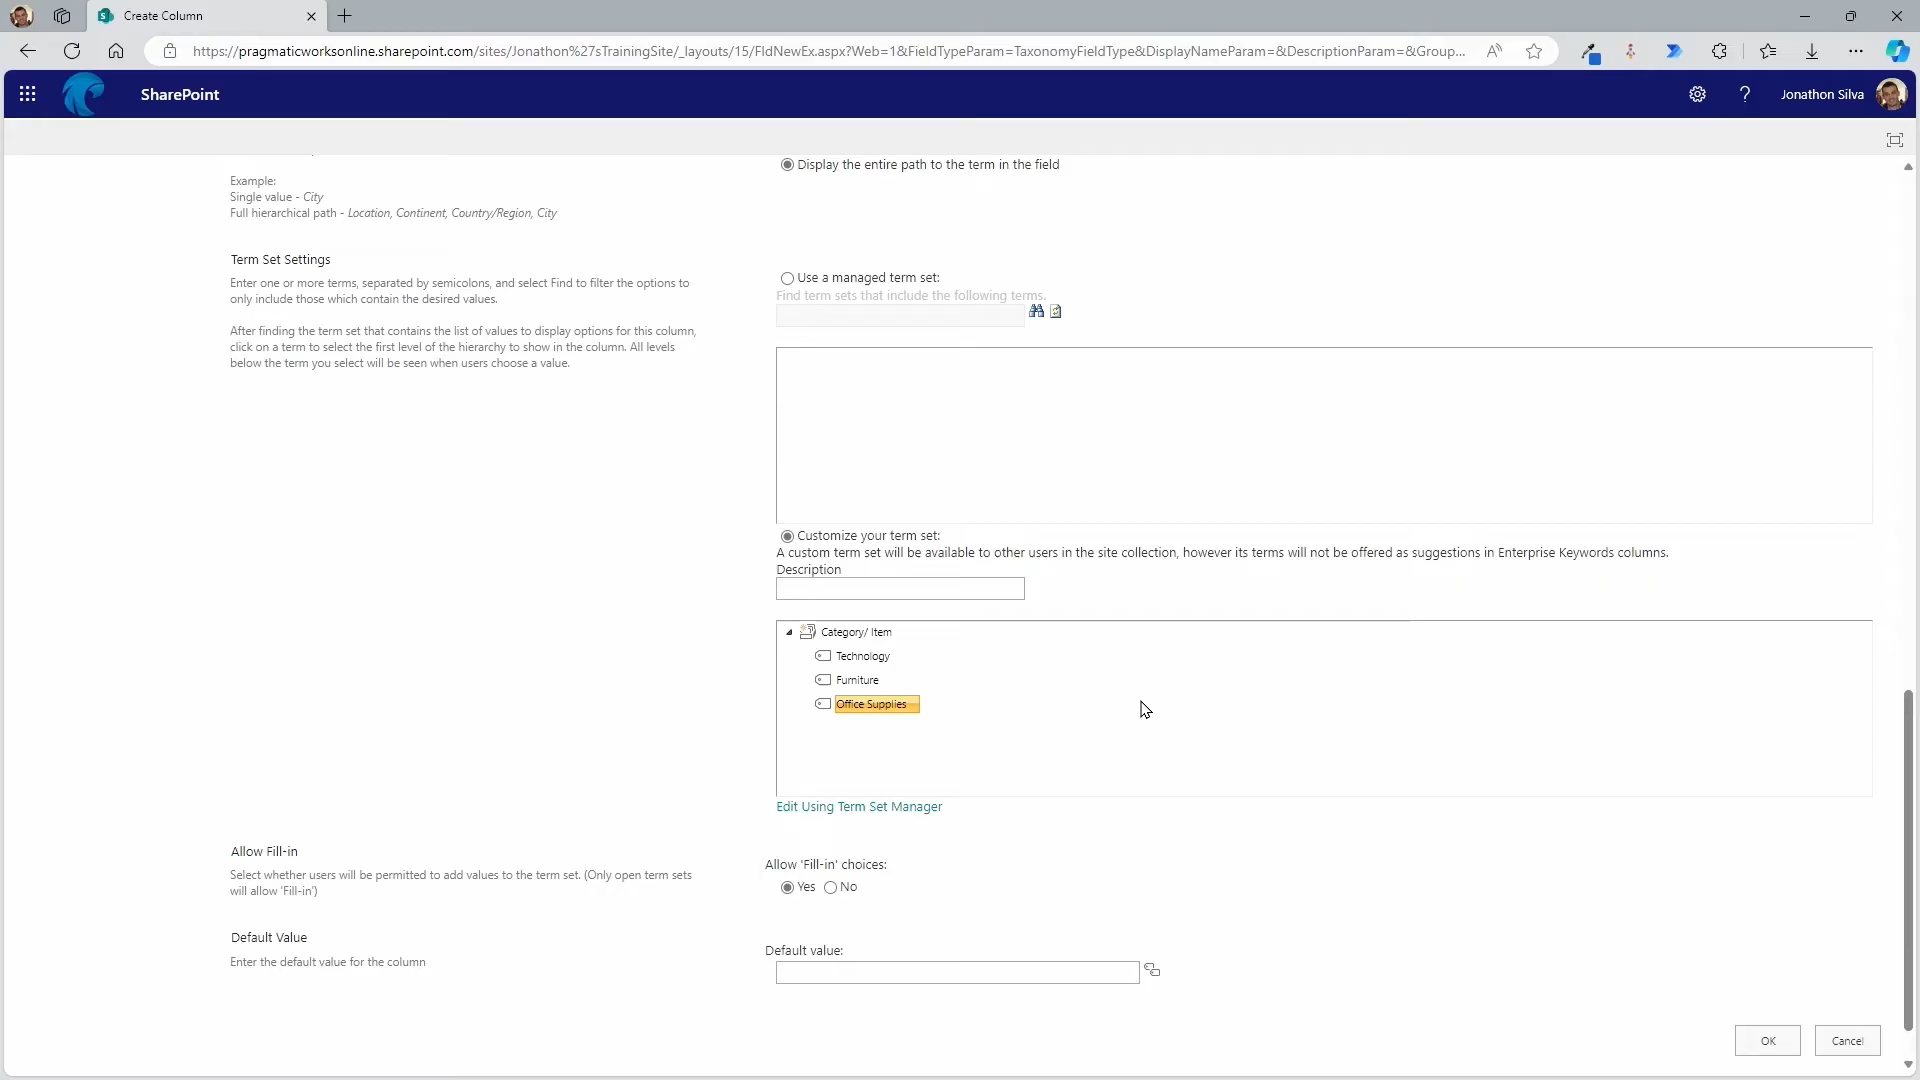 Create Column
https://pragmaticworksonline.sharepoint.com/sites/Jonathon%27sTrainingSite/_layouts/15/FldNewEx.aspx?Web=1&FieldTypeParam=TaxonomyFieldType&DisplayNameParam=&DescriptionParam=&Group...
SharePoint
Jonathon Silva
Display the entire path to the term in the field
Example:
Single value - City
Full hierarchical path - Location, Continent, Country/Region, City
Term Set Settings
Enter one or more terms, separated by semicolons, and select Find to filter the options to
only include those which contain the desired values.
After finding the term set that contains the list of values to display options for this column,
click on a term to select the first level of the hierarchy to show in the column. All levels
below the term you select will be seen when users choose a value.
Use a managed term set:
Find term sets that include the following terms.
Customize your term set:
A custom term set will be available to other users in the site collection, however its terms will not be offered as suggestions in Enterprise Keywords columns.
Description
Category/ Item
Technology
Furniture
Office Supplies
Edit Using Term Set Manager
Allow Fill-in
Select whether users will be permitted to add values to the term set. (Only open term sets
will allow 'Fill-in')
Allow 'Fill-in' choices:
Yes No
Default Value
Enter the default value for the column
Default value:
OK Cancel